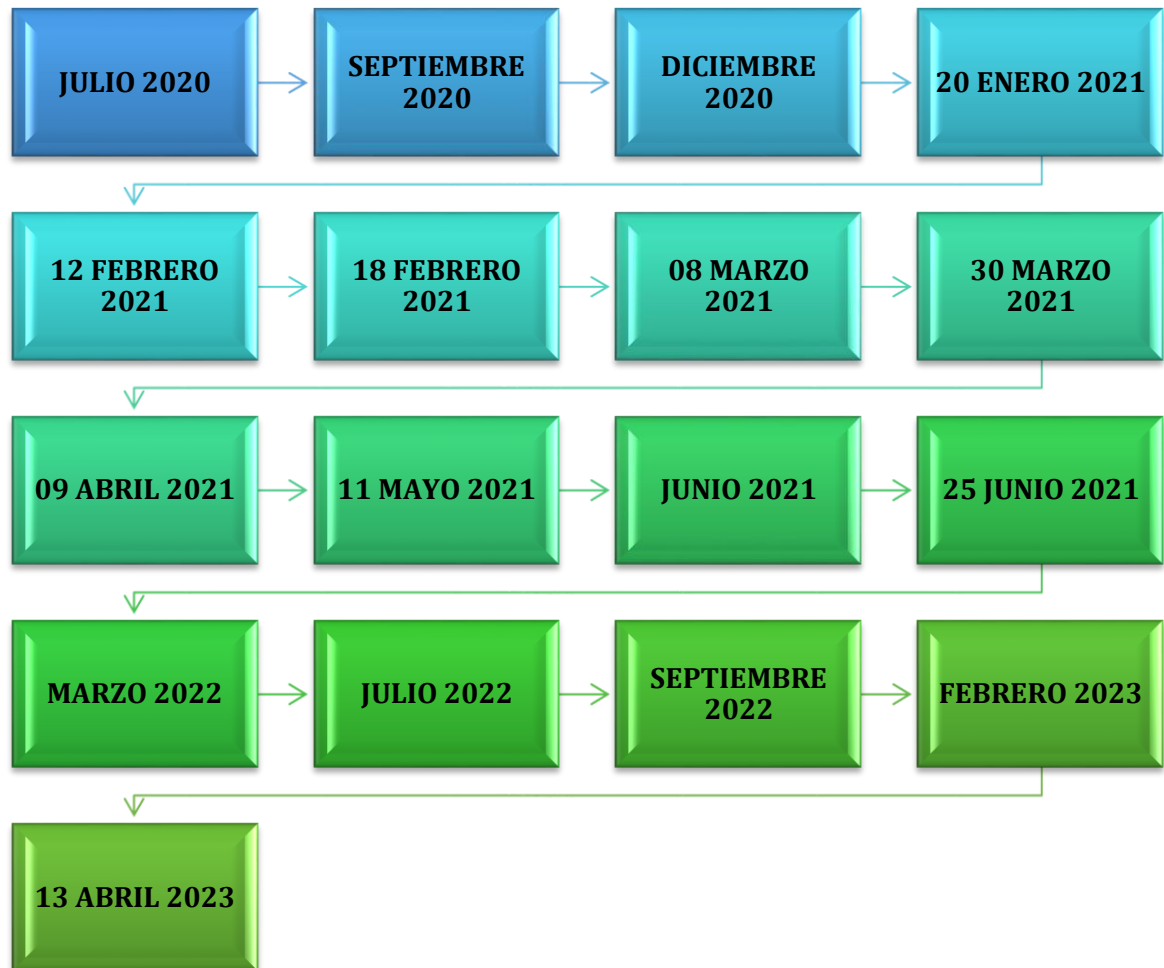 JULIO 2020
SEPTIEMBRE
2020
DICIEMBRE
2020
20 ENERO 2021
12 FEBRERO
2021
18 FEBRERO
2021
08 MARZO
2021
30 MARZO
2021
09 ABRIL 2021
11 MAYO 2021
JUNIO 2021
25 JUNIO 2021
MARZO 2022
JULIO 2022
SEPTIEMBRE
2022
FEBRERO 2023
13 ABRIL 2023